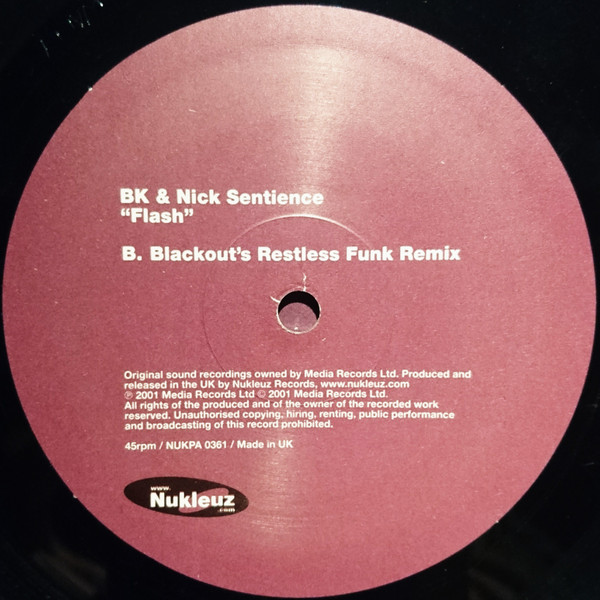 BK & Nick Sentience
“Flash”
B. Blackout’s Restless Funk Remix
Original sound recordings owned by Media Records Ltd. Produced and
released in the UK by Nukleuz Records, www.nukleuz.com
℗ 2001 Media Records Ltd © 2001 Media Records Ltd.
All rights of the produced and of the owner of the recorded work
reserved. Unauthorised copying, hiring, renting, public performance
and broadcasting of this record prohibited.
45rpm / NUKPA 0361 / Made in UK
www.
Nukleuz
.com